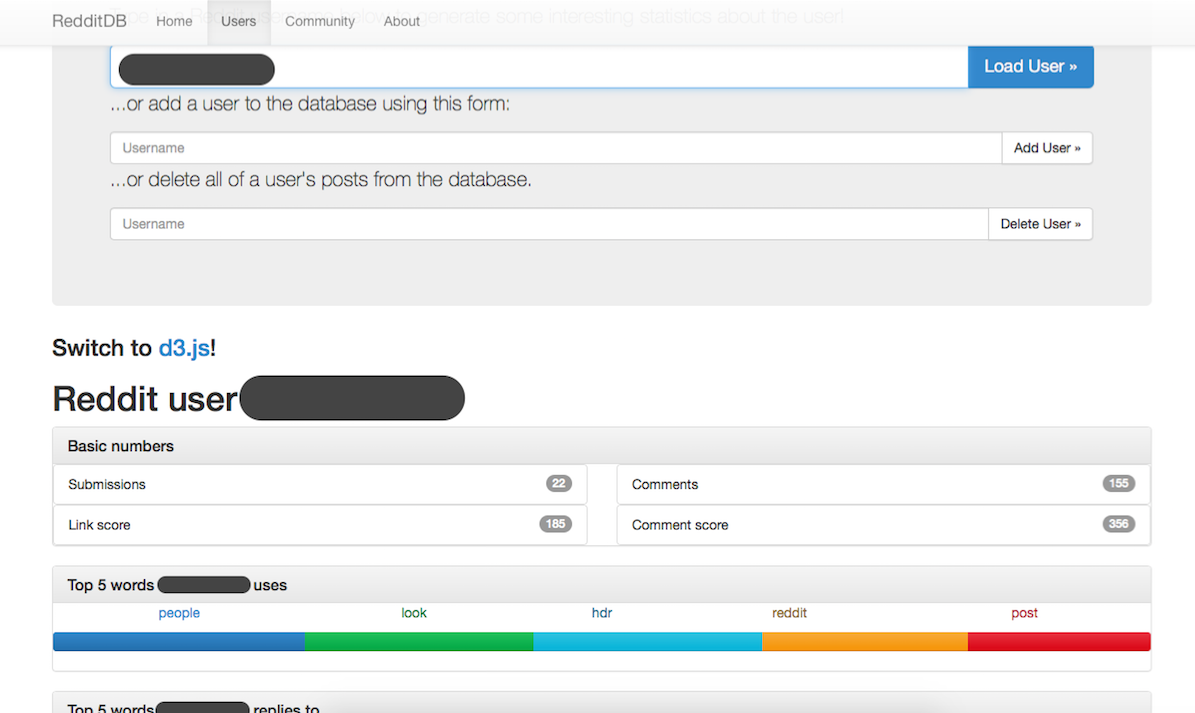 Type in a Reddit username below to generate some interesting statistics about the user!
RedditDB Home Users Community About
Load User »
...or add a user to the database using this form:
Username Add User »
...or delete all of a user's posts from the database.
Username Delete User »
Switch to d3.js!
Reddit user
Basic numbers
Submissions 22 Comments 155
Link score 185 Comment score 356
Top 5 words uses
people look hdr reddit post
Top 5 words replies to